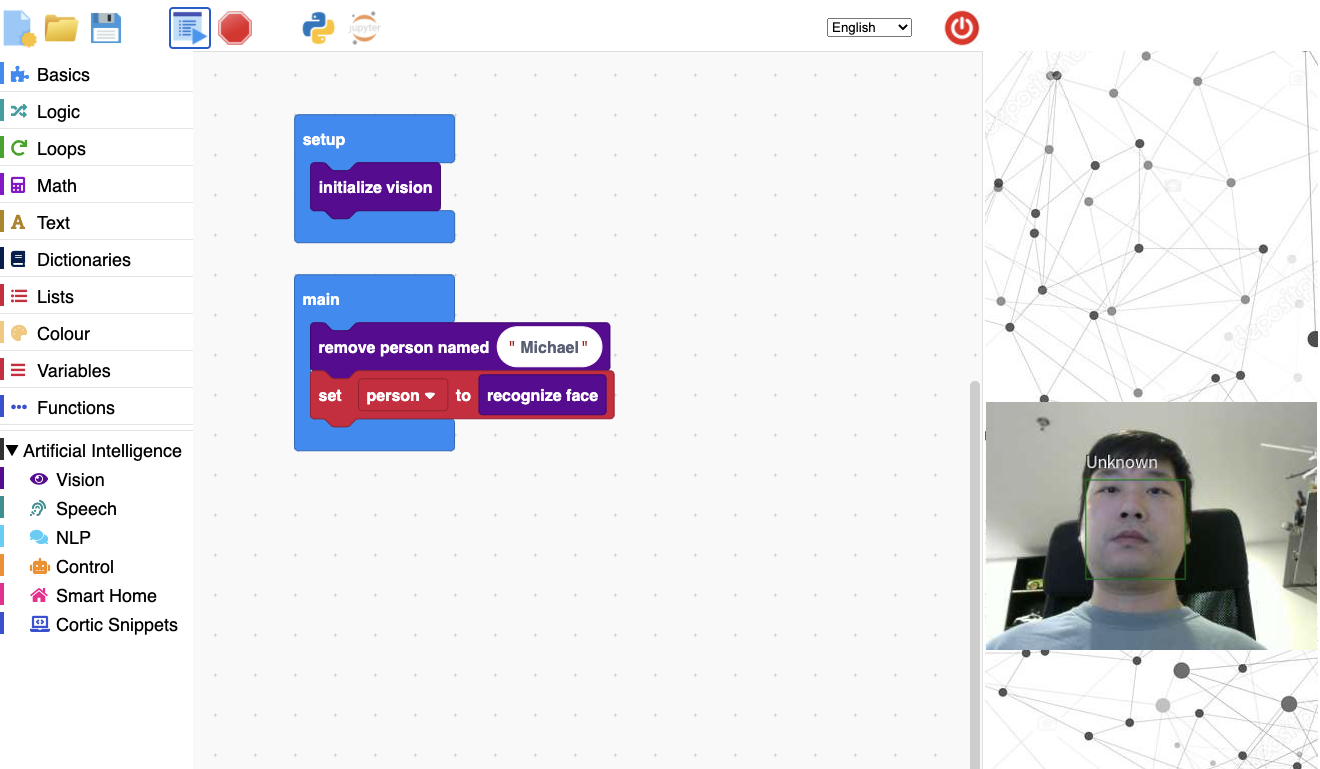 jupyter
English
Basics
Logic
Loops
Math
Text
Dictionaries
Lists
Colour
Variables
Functions
Artificial Intelligence
Vision
Speech
NLP
Control
Smart Home
Cortic Snippets
setup
initialize vision
main
remove person named " Michael "
set person to recognize face
depositphotos
Unknown